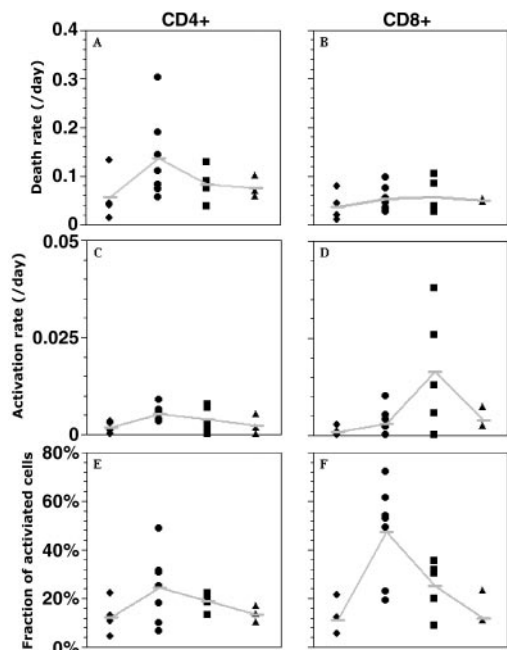 CD4+
CD8+
Death rate (/day)
0.4
0.3
0.2
0.1
0
A
B
Activation rate (/day)
0.05
0.025
0
C
D
Fraction of activiated cells
80%
60%
40%
20%
0%
E
F